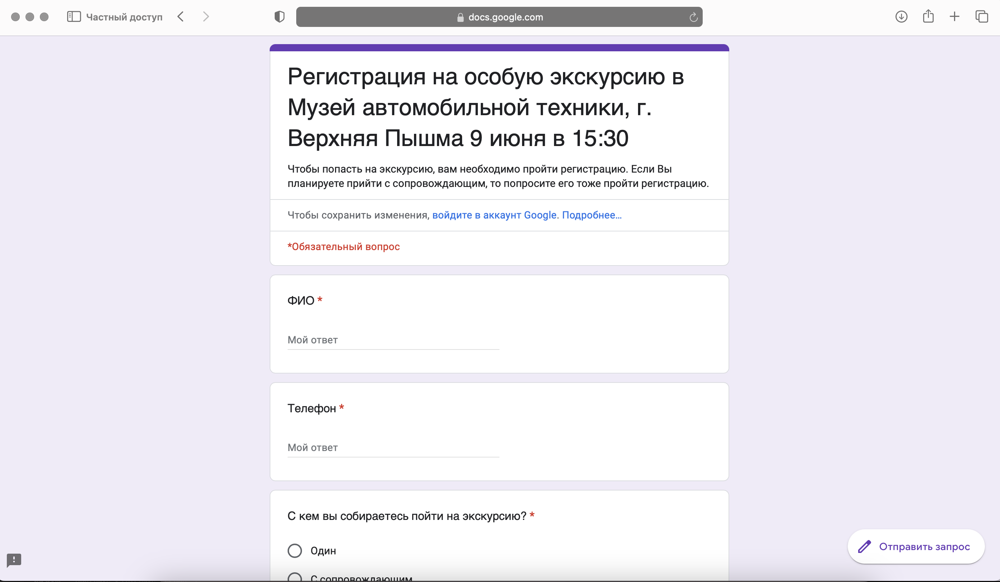 Частный доступ
docs.google.com
Регистрация на особую экскурсию в
Музей автомобильной техники, г.
Верхняя Пышма 9 июня в 15:30
Чтобы попасть на экскурсию, вам необходимо пройти регистрацию. Если Вы
планируете прийти с сопровождающим, то попросите его тоже пройти регистрацию.
Чтобы сохранить изменения, войдите в аккаунт Google. Подробнее...
*Обязательный вопрос
ФИО *
Мой ответ
Телефон *
Мой ответ
С кем вы собираетесь пойти на экскурсию? *
Один
С сопровождающим
Отправить запрос